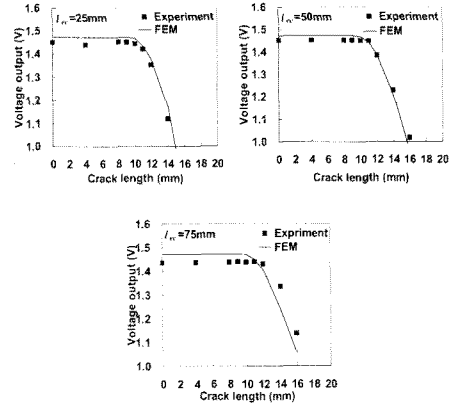 l ec =25mm
Experiment
FEM
Voltage output (V)
1.6
1.5
1.4
1.3
1.2
1.1
1.0
0 2 4 6 8 10 12 14 16 18 20
Crack length (mm)
l ec =50mm
Experiment
FEM
Voltage output (V)
1.6
1.5
1.4
1.3
1.2
1.1
1.0
0 2 4 6 8 10 12 14 16 18 20
Crack length (mm)
l ec =75mm
Expriment
FEM
Voltage output (V)
1.6
1.5
1.4
1.3
1.2
1.1
1.0
0 2 4 6 8 10 12 14 16 18 20
Crack length (mm)